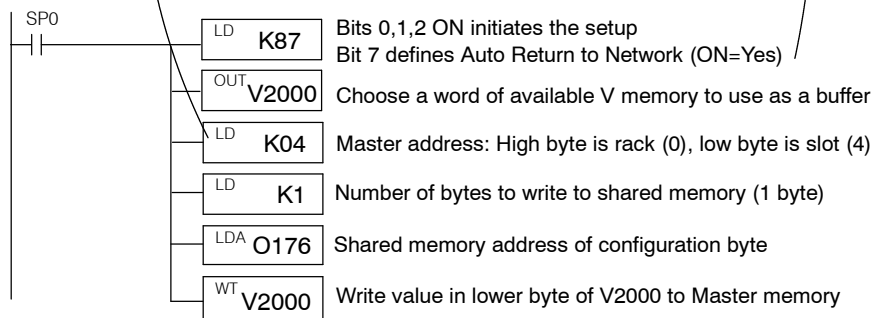 SP0
LD K87
Bits 0,1,2 ON initiates the setup
Bit 7 defines Auto Return to Network (ON=Yes)
OUT V2000
Choose a word of available V memory to use as a buffer
LD K04
Master address: High byte is rack (0), low byte is slot (4)
LD K1
Number of bytes to write to shared memory (1 byte)
LDA O176
Shared memory address of configuration byte
WT V2000
Write value in lower byte of V2000 to Master memory